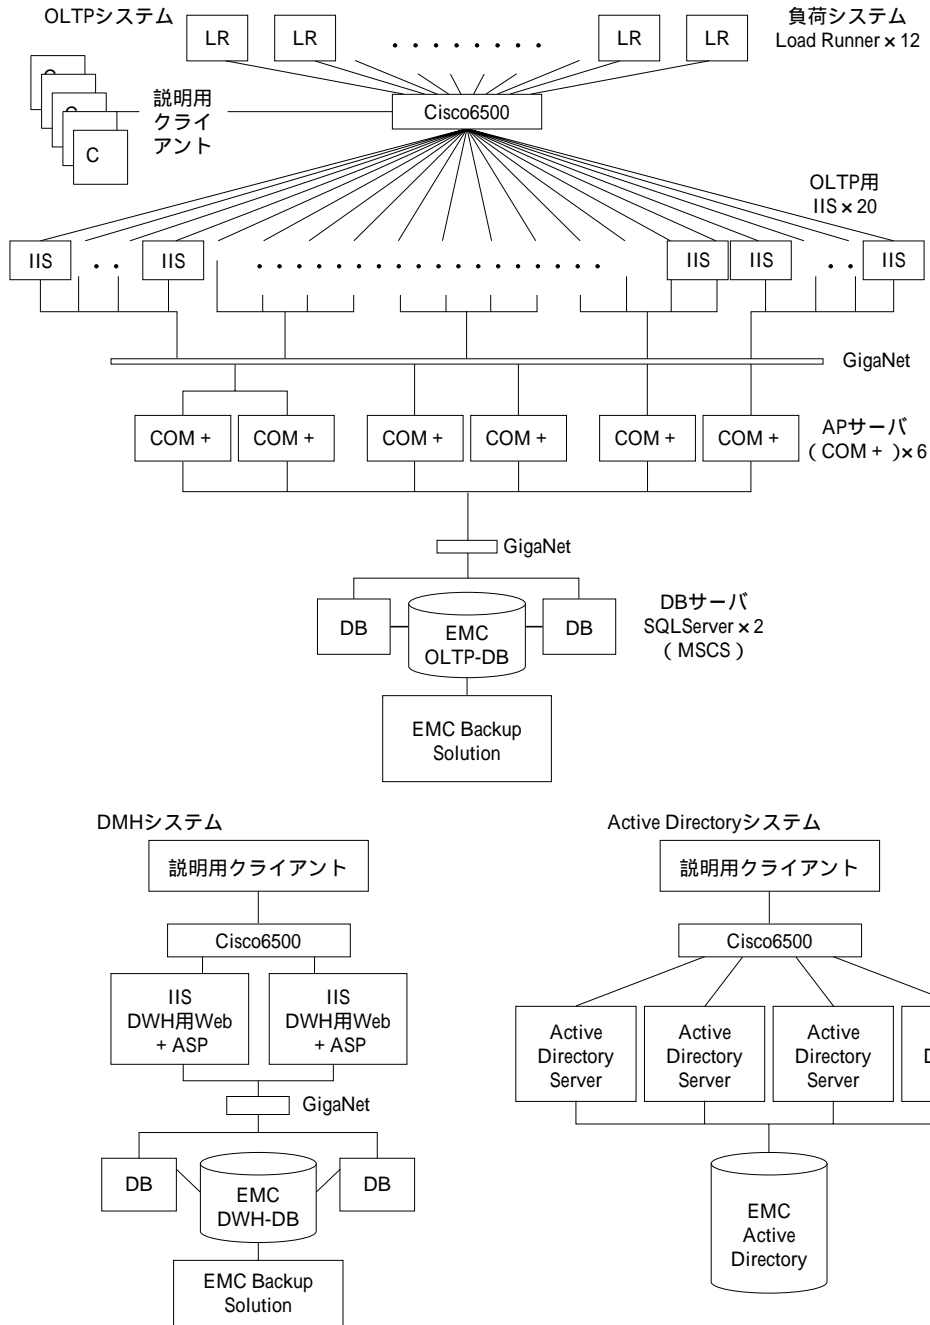 OLTPシステム
LR
LR
LR
LR
負荷システム
Load Runner × 12
説明用
クライ
アント
C
Cisco6500
OLTP用
IIS × 20
IIS
IIS
IIS
IIS
IIS
GigaNet
COM +
COM +
COM +
COM +
COM +
COM +
APサーバ
( COM + )× 6
GigaNet
DB
EMC
OLTP-DB
DB
DBサーバ
SQLServer × 2
( MSCS )
EMC Backup
Solution
DMHシステム
説明用クライアント
Cisco6500
IIS
DWH用Web
+ ASP
IIS
DWH用Web
+ ASP
GigaNet
DB
EMC
DWH-DB
DB
EMC Backup
Solution
Active Directoryシステム
説明用クライアント
Cisco6500
Active
Directory
Server
Active
Directory
Server
Active
Directory
Server
EMC
Active
Directory